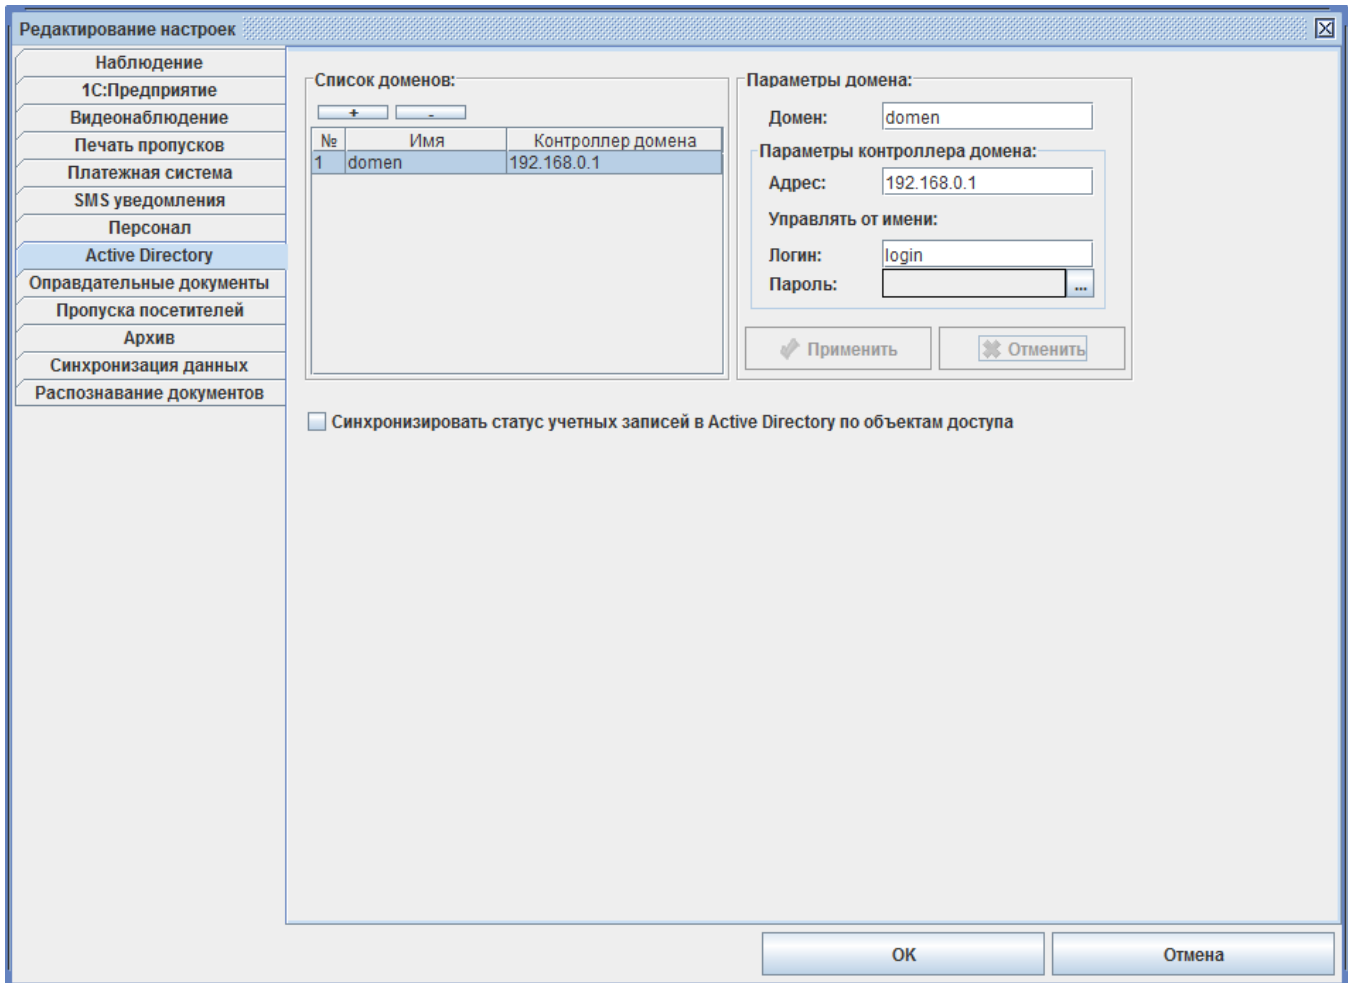 Редактирование настроек
Наблюдение
1С:Предприятие
Видеонаблюдение
Печать пропусков
Платежная система
SMS уведомления
Персонал
Active Directory
Оправдательные документы
Пропуска посетителей
Архив
Синхронизация данных
Распознавание документов
Список доменов:
+ -
№ Имя Контроллер домена
1 domen 192.168.0.1
Параметры домена:
Домен: domen
Параметры контроллера домена:
Адрес: 192.168.0.1
Управлять от имени:
Логин: login
Пароль: ...
Применить Отменить
Синхронизировать статус учетных записей в Active Directory по объектам доступа
OK Отмена